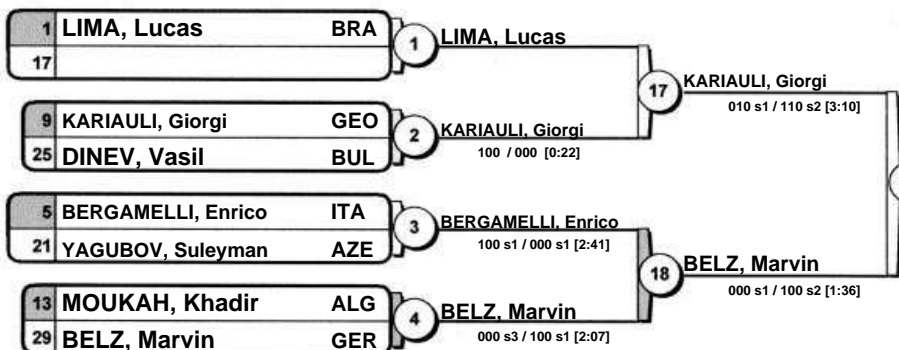 1 LIMA, Lucas BRA
17
1 LIMA, Lucas
9 KARIAULI, Giorgi GEO
25 DINEV, Vasil BUL
2 KARIAULI, Giorgi
100 / 000 [0:22]
17 KARIAULI, Giorgi
010 s1 / 110 s2 [3:10]
5 BERGAMELLI, Enrico ITA
21 YAGUBOV, Suleyman AZE
3 BERGAMELLI, Enrico
100 s1 / 000 s1 [2:41]
13 MOUKAH, Khadir ALG
29 BELZ, Marvin GER
4 BELZ, Marvin
000 s3 / 100 s1 [2:07]
18 BELZ, Marvin
000 s1 / 100 s2 [1:36]